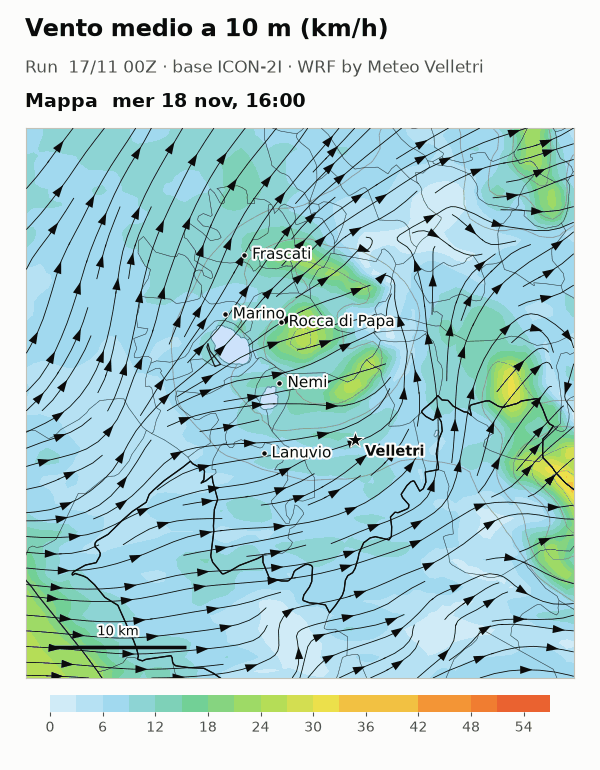 Vento medio a 10 m (km/h)
Run  17/11 00Z · base ICON-2I · WRF by Meteo Velletri
Mappa  mer 18 nov, 16:00
Frascati
Marino
Rocca di Papa
Nemi
Velletri
Lanuvio
10 km
0 6 12 18 24 30 36 42 48 54